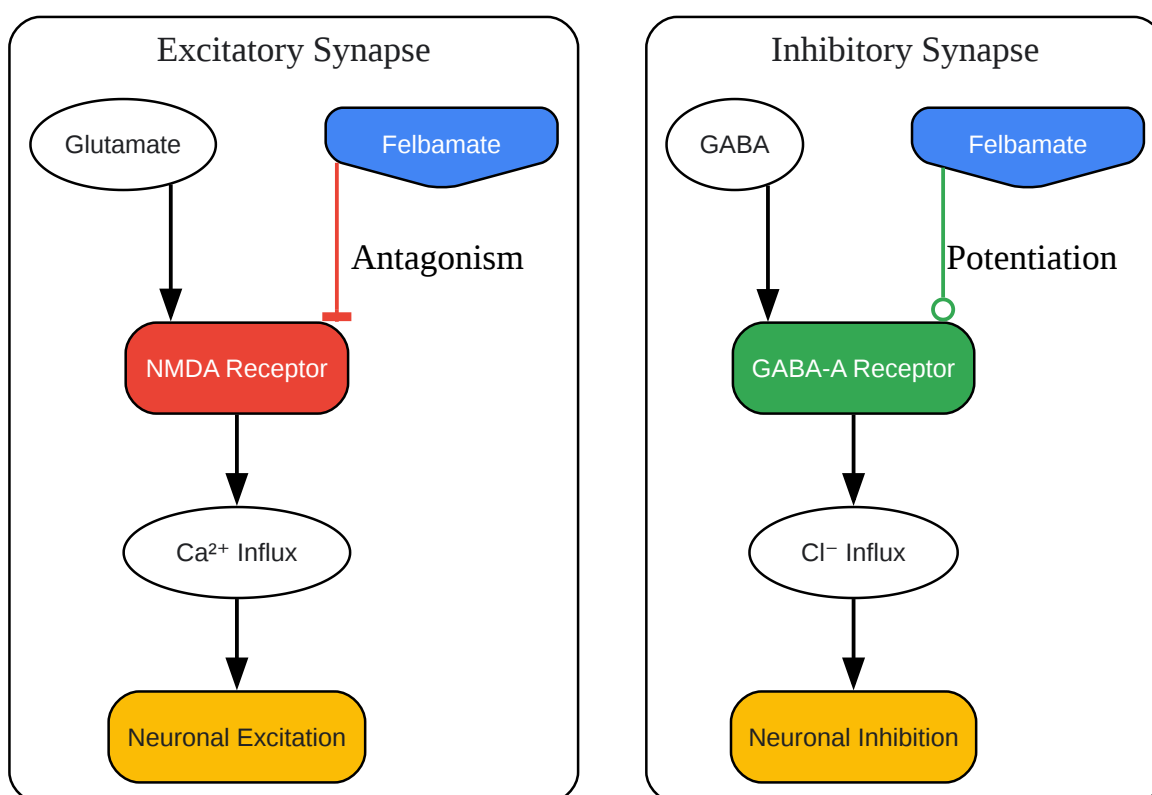 Excitatory Synapse
Glutamate
Felbamate
Antagonism
NMDA Receptor
Ca²⁺ Influx
Neuronal Excitation
Inhibitory Synapse
GABA
Felbamate
Potentiation
GABA-A Receptor
Cl⁻ Influx
Neuronal Inhibition